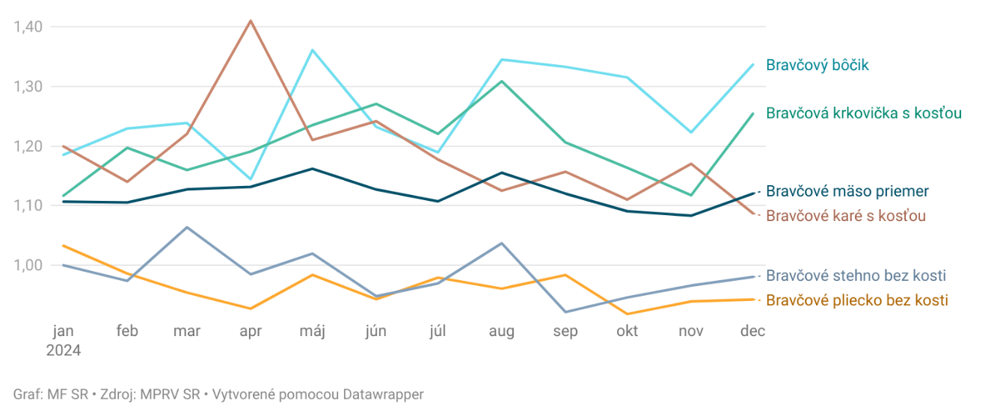 1,40
1,30
1,20
1,10
1,00
Bravčový bôčik
Bravčová krkovička s kosťou
Bravčové mäso priemer
Bravčové karé s kosťou
Bravčové stehno bez kosti
Bravčové pliecko bez kosti
jan feb mar apr máj jún júl aug sep okt nov dec
2024
Graf: MF SR • Zdroj: MPRV SR • Vytvorené pomocou Datawrapper